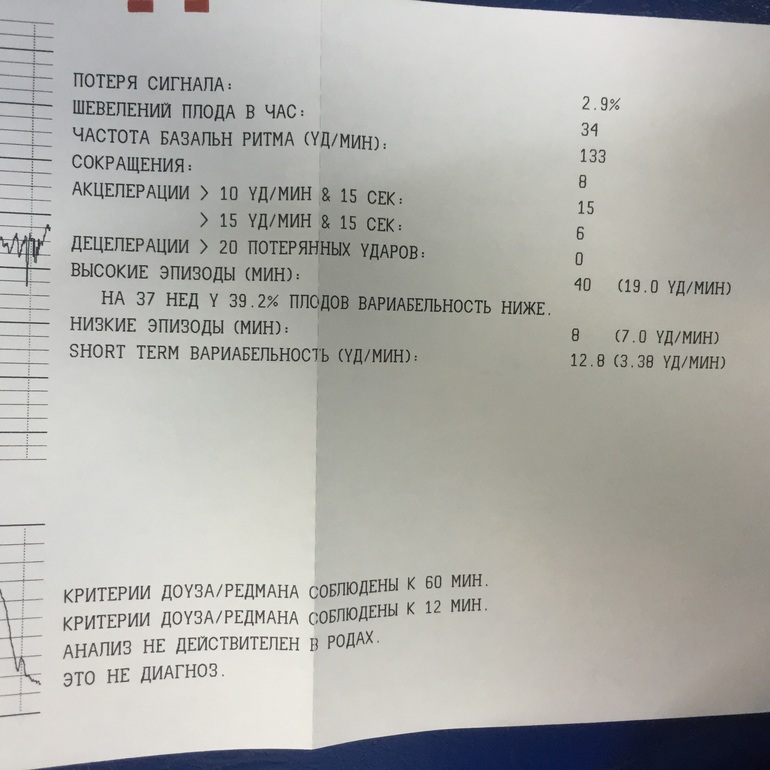 ПОТЕРЯ СИГНАЛА: 2.9%
ШЕВЕЛЕНИЙ ПЛОДА В ЧАС: 34
ЧАСТОТА БАЗАЛЬН РИТМА (УД/МИН): 133
СОКРАЩЕНИЯ: 8
АКЦЕЛЕРАЦИИ > 10 УД/МИН & 15 СЕК: 15
> 15 УД/МИН & 15 СЕК: 6
ДЕЦЕЛЕРАЦИИ > 20 ПОТЕРЯННЫХ УДАРОВ: 0
ВЫСОКИЕ ЭПИЗОДЫ (МИН): 40 (19.0 УД/МИН)
НА 37 НЕД У 39.2% ПЛОДОВ ВАРИАБЕЛЬНОСТЬ НИЖЕ.
НИЗКИЕ ЭПИЗОДЫ (МИН): 8 (7.0 УД/МИН)
SHORT TERM ВАРИАБЕЛЬНОСТЬ (УД/МИН): 12.8 (3.38 УД/МИН)
КРИТЕРИИ ДОУЗА/РЕДМАНА СОБЛЮДЕНЫ К 60 МИН.
КРИТЕРИИ ДОУЗА/РЕДМАНА СОБЛЮДЕНЫ К 12 МИН.
АНАЛИЗ НЕ ДЕЙСТВИТЕЛЕН В РОДАХ.
ЭТО НЕ ДИАГНОЗ.